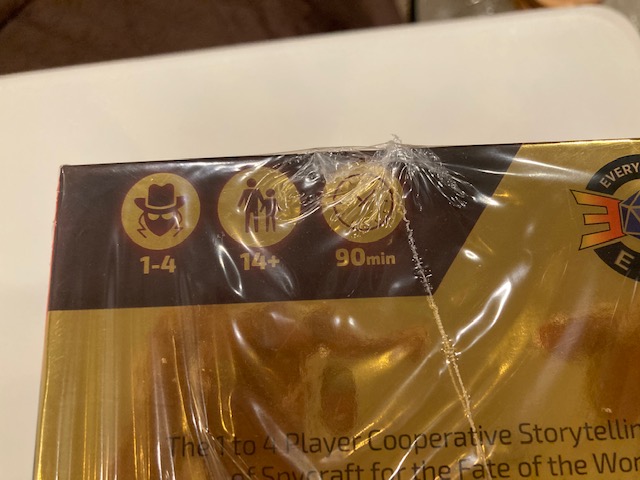 1-4
14+
90min
EVERY
E
The 1 to 4 Player Cooperative Storytellin
of Spycraft for the Fate of the Wor